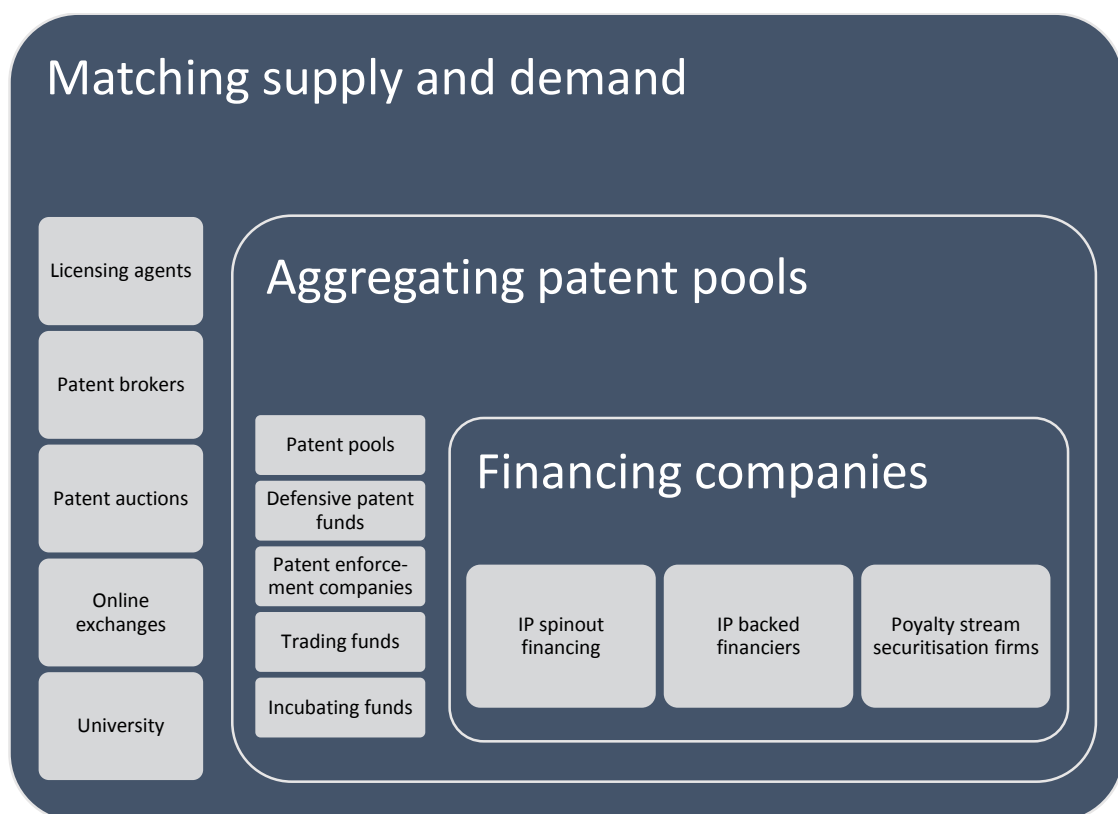 Matching supply and demand
Licensing agents
Patent brokers
Patent auctions
Online
exchanges
University
Aggregating patent pools
Patent pools
Defensive patent
funds
Patent enforce-
ment companies
Trading funds
Incubating funds
Financing companies
IP spinout
financing
IP backed
financiers
Poyalty stream
securitisation firms